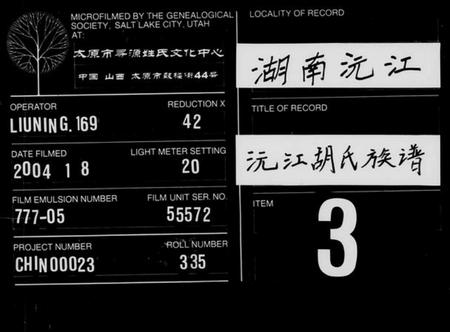 MICROFILMED BY THE GENEALOGICAL
SOCIETY, SALT LAKE CITY, UTAH
AT:
太原市寻源姓氏文化中心
中国 山西 太原市鼓楼街44号
OPERATOR
LIUNING.169
REDUCTION X
42
DATE FILMED
2004 1 8
LIGHT METER SETTING
20
FILM EMULSION NUMBER
777-05
FILM UNIT SER. NO.
55572
PROJECT NUMBER
CHIN00023
ROLL NUMBER
335
LOCALITY OF RECORD
湖南沅江
TITLE OF RECORD
沅江胡氏族谱
ITEM
3